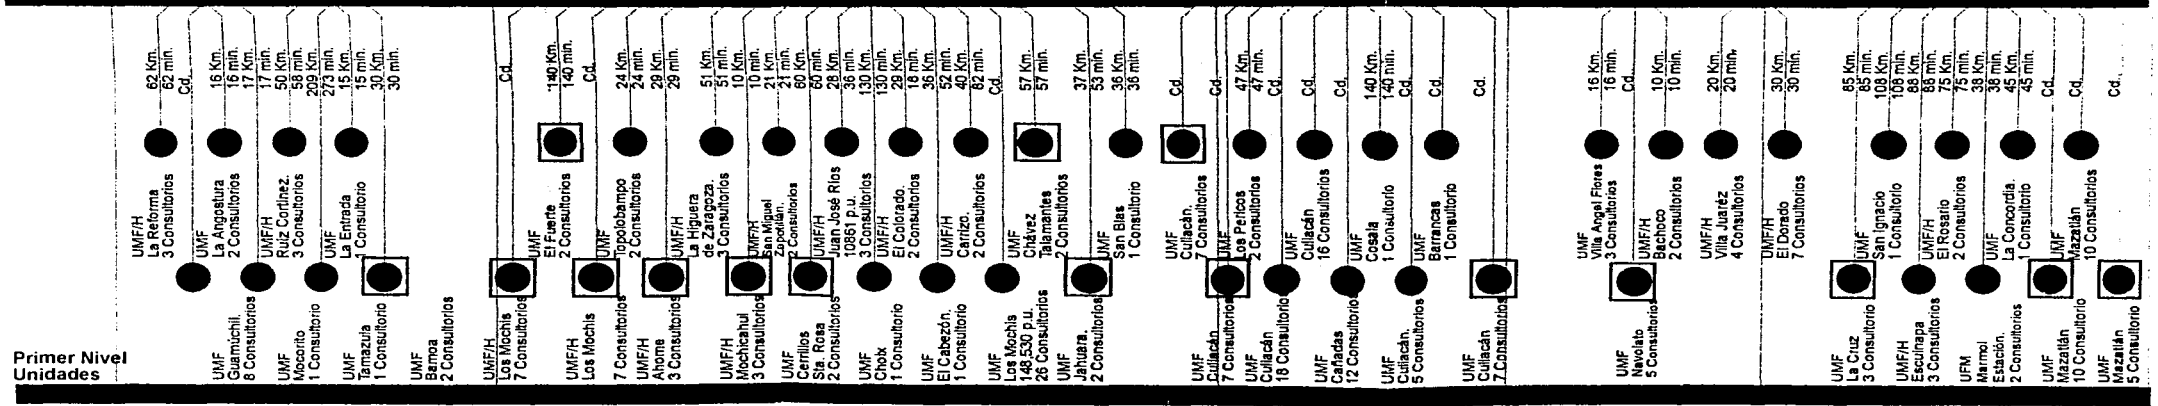 62 Km.
62 min.
Cd.
16 Km.
16 min.
17 Km.
17 min.
50 Km.
58 min.
209 Km.
273 min.
15 Km.
15 min.
30 Km.
30 min.
Cd.
140 Km.
140 min.
Cd.
24 Km.
24 min.
29 Km.
29 min.
51 Km.
51 min.
10 Km.
10 min.
21 Km.
21 min.
60 Km.
60 min.
28 Km.
36 min.
130 Km.
130 min.
29 Km.
18 min.
36 Km.
52 min.
40 Km.
82 min.
Cd.
57 Km.
57 min.
37 Km.
53 min.
36 Km.
36 min.
Cd.
Cd.
47 Km.
47 min.
Cd.
Cd.
Cd.
140 Km.
140 min.
Cd.
Cd.
Cd.
16 Km.
16 min.
Cd.
10 Km.
10 min.
20 Km.
20 min.
30 Km.
30 min.
85 Km.
85 min.
108 Km.
108 min.
88 Km.
88 min.
75 Km.
75 min.
38 Km.
38 min.
45 Km.
45 min.
Cd.
Cd.
Cd.
UMF/H
La Reforma
3 Consultorios
UMF
La Angostura
2 Consultorios
UMF/H
Ruiz Cortinez.
3 Consultorios
UMF
La Entrada
1 Consultorio
UMF
El Fuerte
2 Consultorios
UMF
Topolobampo
2 Consultorios
UMF/H
La Higuera
de Zaragoza.
3 Consultorios
UMF/H
San Miguel
Zapotitlán.
2 Consultorios
UMF/H
Juan José Ríos
10861 p.u.
3 Consultorios
UMF/H
El Colorado.
2 Consultorios
UMF
Carrizo.
2 Consultorios
UMF
Chávez
Talamantes
2 Consultorios
UMF
San Blas
1 Consultorio
UMF
Culiacán.
7 Consultorios
UMF
Los Pericos
2 Consultorios
UMF
Culiacán
16 Consultorios
UMF
Cosala
1 Consultorio
UMF
Barrancas
1 Consultorio
UMF
Villa Angel Flores
3 Consultorios
UMF/H
Bachoco
2 Consultorios
UMF/H
Villa Juaréz
4 Consultorios
UMF/H
El Dorado
7 Consultorios
UMF
San Ignacio
1 Consultorio
UMF/H
El Rosario
2 Consultorios
UMF
La Concordia.
1 Consultorio
UMF
Mazatlán
10 Consultorios
Primer Nivel
Unidades
UMF
Guamúchil.
8 Consultorios
UMF
Mocorito
1 Consultorio
UMF
Tamazula
1 Consultorio
UMF
Bamoa
2 Consultorios
UMF/H
Los Mochis
7 Consultorios
UMF/H
Los Mochis
7 Consultorios
UMF/H
Ahome
3 Consultorios
UMF/H
Mochicahui
3 Consultorios
UMF
Cerrillos
Sta. Rosa
2 Consultorios
UMF
Choix
1 Consultorio
UMF
El Cabezón.
1 Consultorio
UMF
Los Mochis
148,530 p.u.
26 Consultorios
UMF
Jahuara.
2 Consultorios
UMF
Culiacán
7 Consultorios
UMF
Culiacán
18 Consultorios
UMF
Cañadas
12 Consultorios
UMF
Culiacán.
5 Consultorios
UMF
Culiacán
7 Consultorios
UMF
Navolato
5 Consultorios
UMF
La Cruz
3 Consultorio
UMF/H
Escuinapa
3 Consultorios
UFM
Marmol
Estación.
2 Consultorios
UMF
Mazatlán
10 Consultorio
UMF
Mazatlán
5 Consultorio